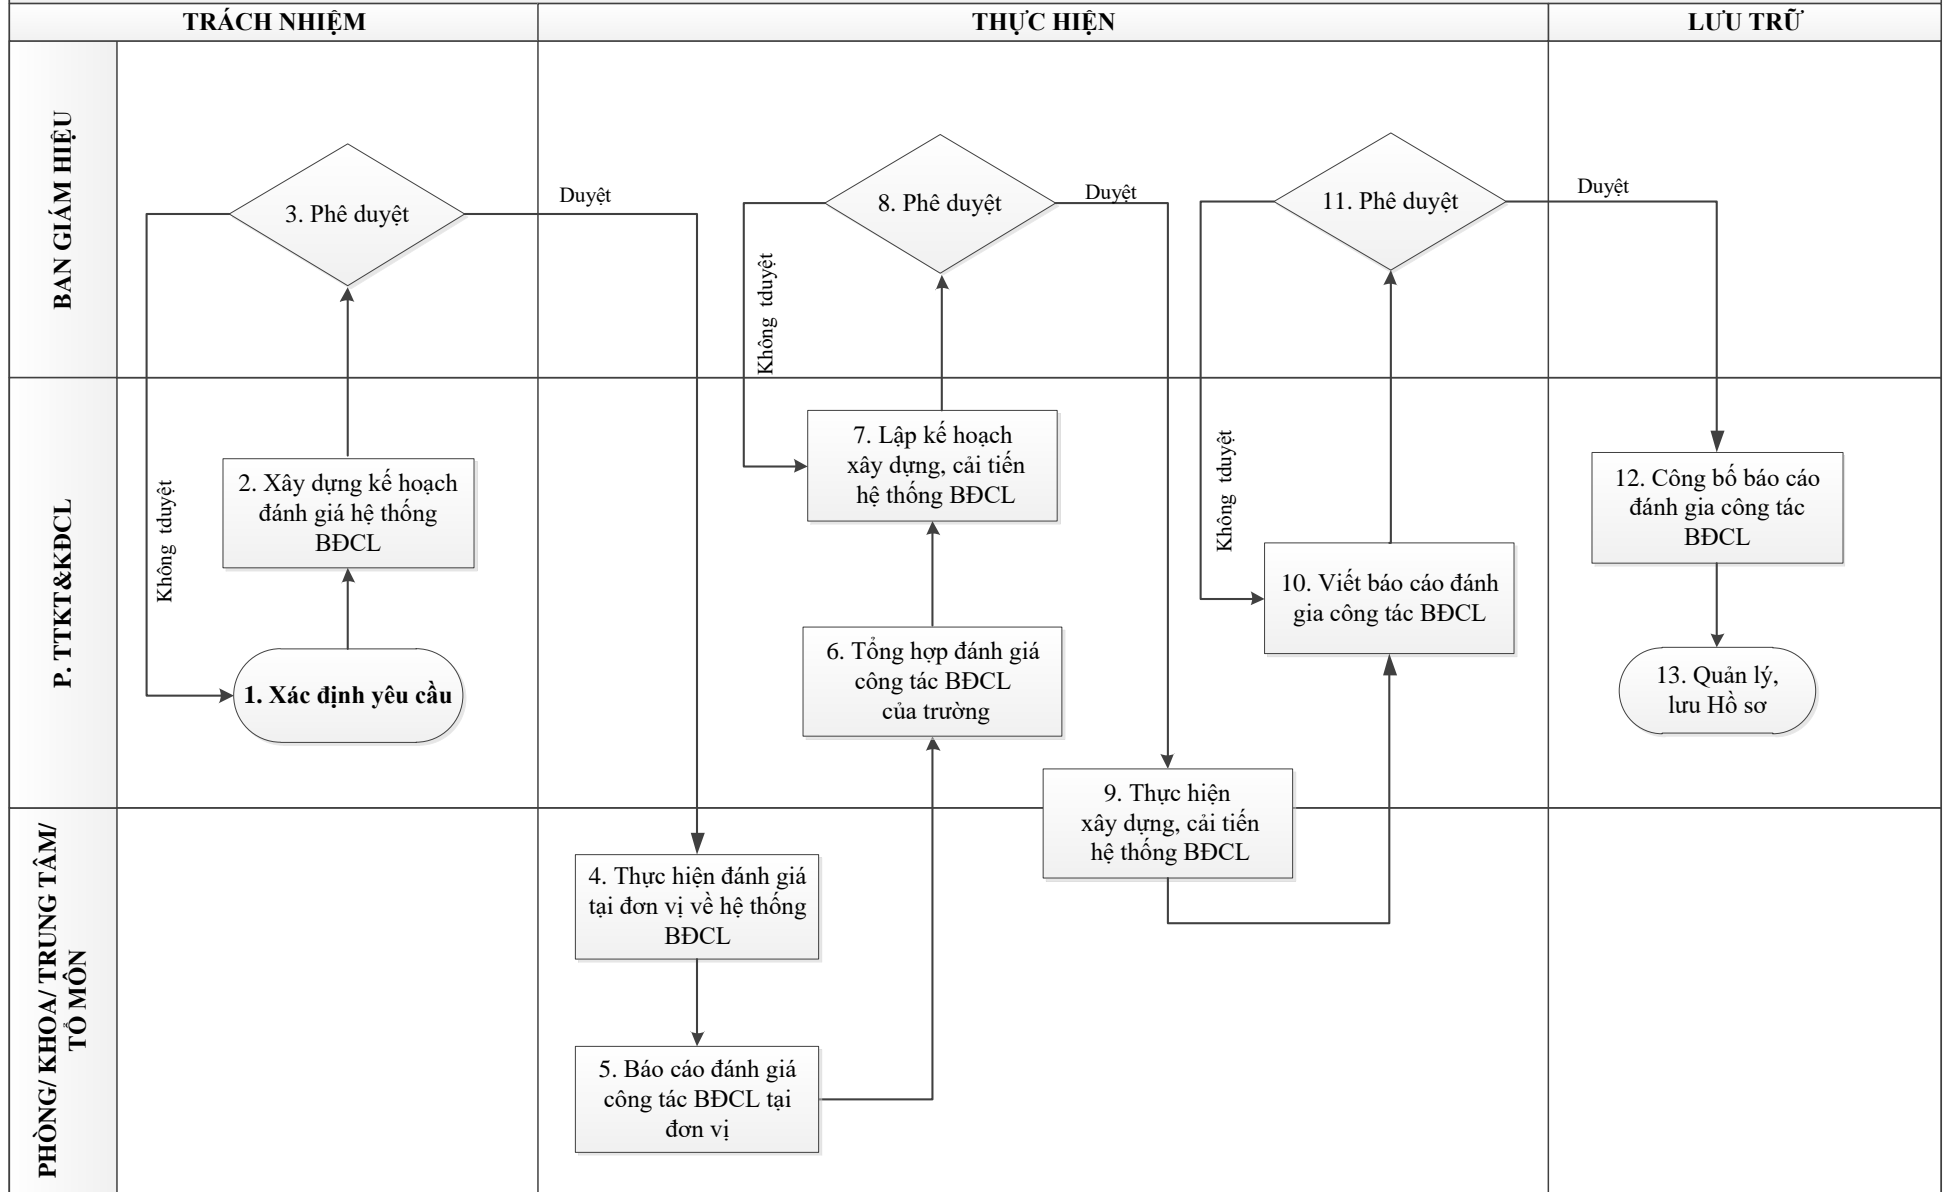 TRÁCH NHIỆM
THỰC HIỆN
LƯU TRỮ
BAN GIÁM HIỆU
3. Phê duyệt
Duyệt
8. Phê duyệt
Duyệt
11. Phê duyệt
Duyệt
Không tduyệt
P. TTKT&KĐCL
Không tduyệt
2. Xây dựng kế hoạch
đánh giá hệ thống
BĐCL
1. Xác định yêu cầu
7. Lập kế hoạch
xây dựng, cải tiến
hệ thống BĐCL
6. Tổng hợp đánh giá
công tác BĐCL
của trường
Không tduyệt
10. Viết báo cáo đánh
gia công tác BĐCL
12. Công bố báo cáo
đánh gia công tác
BĐCL
13. Quản lý,
lưu Hồ sơ
9. Thực hiện
xây dựng, cải tiến
hệ thống BĐCL
PHÒNG/ KHOA/ TRUNG TÂM/
TỔ MÔN
4. Thực hiện đánh giá
tại đơn vị về hệ thống
BĐCL
5. Báo cáo đánh giá
công tác BĐCL tại
đơn vị